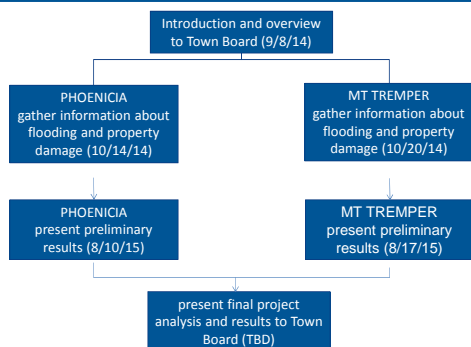 Introduction and overview
to Town Board (9/8/14)
PHOENICIA
gather information about
flooding and property
damage (10/14/14)
MT TREMPER
gather information about
flooding and property
damage (10/20/14)
PHOENICIA
present preliminary
results (8/10/15)
MT TREMPER
present preliminary
results (8/17/15)
present final project
analysis and results to Town
Board (TBD)